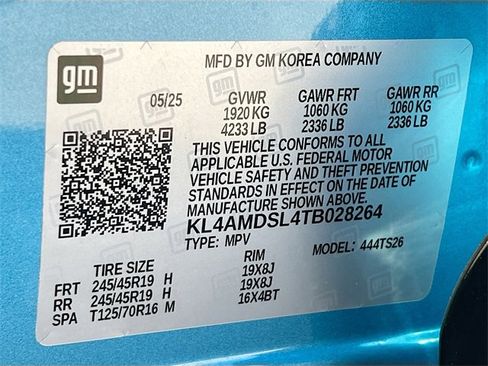 gm
MFD BY GM KOREA COMPANY
05/25 GVWR GAWR FRT GAWR RR
1920 KG 1060 KG 1060 KG
4233 LB 2336 LB 2336 LB
THIS VEHICLE CONFORMS TO ALL
APPLICABLE U.S. FEDERAL MOTOR
VEHICLE SAFETY AND THEFT PREVENTION
STANDARDS IN EFFECT ON THE DATE OF
MANUFACTURE SHOWN ABOVE.
KL4AMDSL4TB028264
TYPE: MPV MODEL: 444TS26
TIRE SIZE RIM
FRT 245/45R19 H 19X8J
RR 245/45R19 H 19X8J
SPA T125/70R16 M 16X4BT